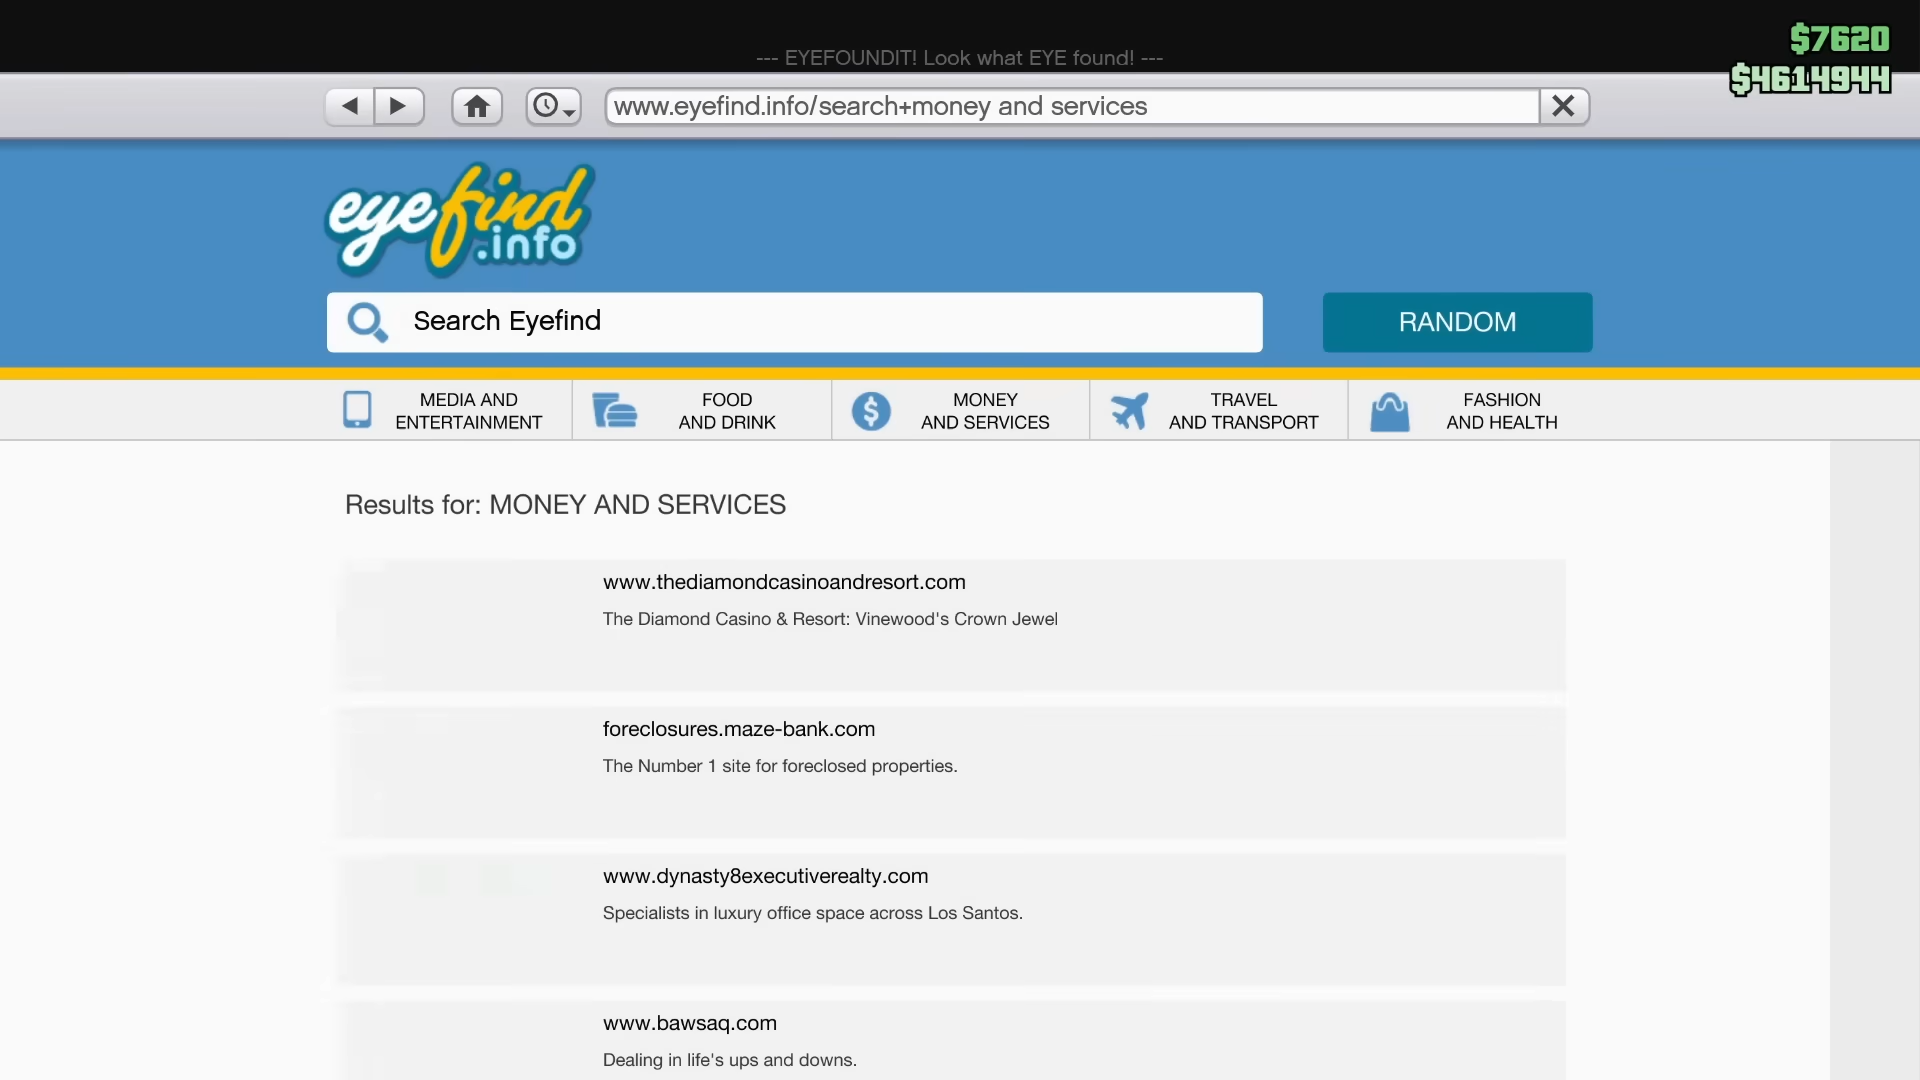 $7620
--- EYEFOUNDIT! Look what EYE found! ---
$4614944
www.eyefind.info/search+money and services
eyefind
.info
Search Eyefind
RANDOM
MEDIA AND
ENTERTAINMENT
FOOD
AND DRINK
MONEY
AND SERVICES
TRAVEL
AND TRANSPORT
FASHION
AND HEALTH
Results for: MONEY AND SERVICES
www.thediamondcasinoandresort.com
The Diamond Casino & Resort: Vinewood's Crown Jewel
foreclosures.maze-bank.com
The Number 1 site for foreclosed properties.
www.dynasty8executiverealty.com
Specialists in luxury office space across Los Santos.
www.bawsaq.com
Dealing in life's ups and downs.